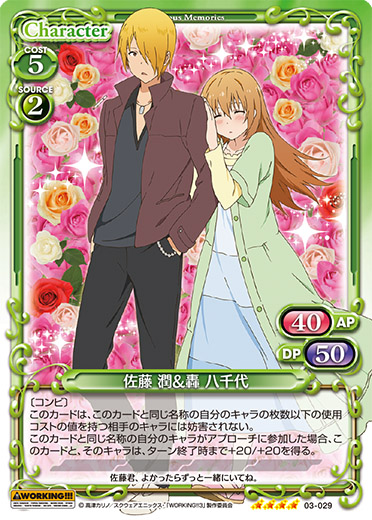 Precious Memories
Character
COST
5
SOURCE
2
40 AP
DP 50
佐藤 潤&轟 八千代
[コンビ]
このカードは、このカードと同じ名称の自分のキャラの枚数以下の使用
コストの値を持つ相手のキャラには妨害されない。
このカードと同じ名称の自分のキャラがアプローチに参加した場合、こ
のカードと、そのキャラは、ターン終了時まで+20/+20を得る。
佐藤君、よかったらずっと一緒にいてね。
WORKING!!!
03-029
© 高津カリノ/スクウェアエニックス・「WORKING!!3」製作委員会